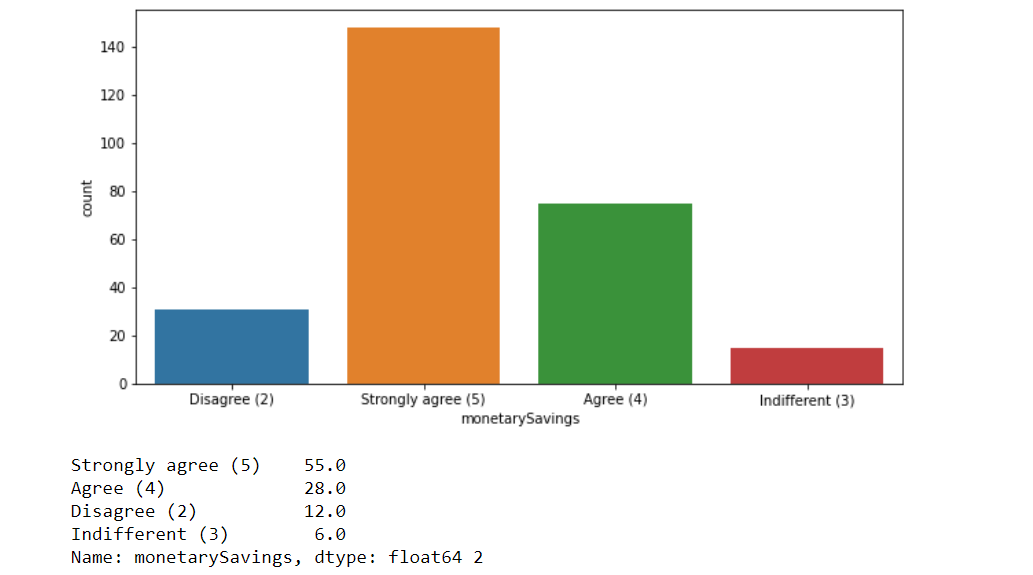 140
120
100
80
60
40
20
0
count
Disagree (2) Strongly agree (5) Agree (4) Indifferent (3)
monetarySavings
Strongly agree (5) 55.0
Agree (4) 28.0
Disagree (2) 12.0
Indifferent (3) 6.0
Name: monetarySavings, dtype: float64 2